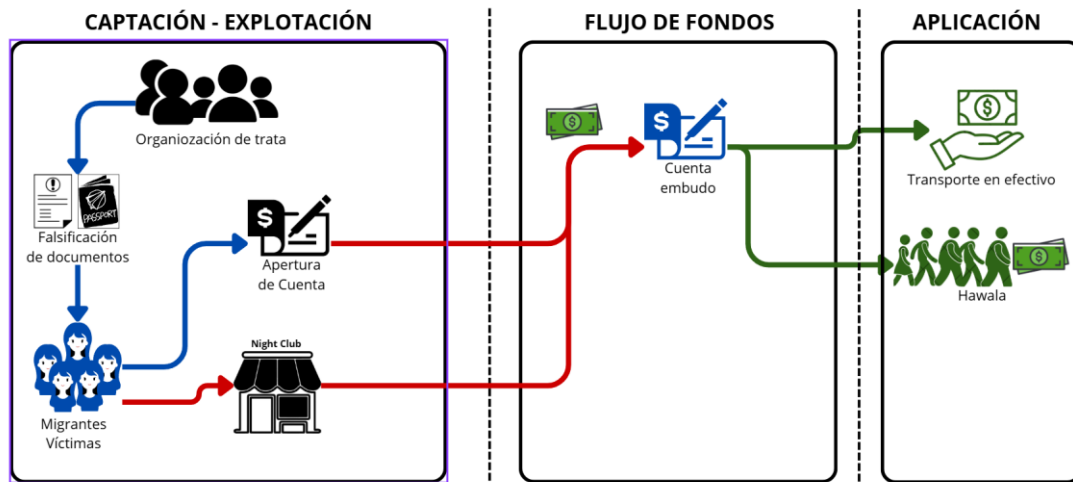 CAPTACIÓN - EXPLOTACIÓN
FLUJO DE FONDOS
APLICACIÓN
Organiozación de trata
PASSPORT
Falsificación
de documentos
$
Apertura
de Cuenta
Night Club
Migrantes
Víctimas
$
$
Cuenta
embudo
$
Transporte en efectivo
$
Hawala